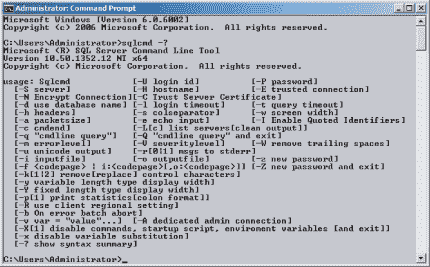 Administrator: Command Prompt
Microsoft Windows [Version 6.0.6002]
Copyright (c) 2006 Microsoft Corporation.  All rights reserved.
C:\Users\Administrator>sqlcmd -?
Microsoft (R) SQL Server Command Line Tool
Version 10.50.1352.12 NT x64
Copyright (c) Microsoft Corporation.  All rights reserved.
usage: Sqlcmd            [-U login id]          [-P password]
  [-S server]            [-H hostname]          [-E trusted connection]
  [-N Encrypt Connection][-C Trust Server Certificate]
  [-d use database name] [-l login timeout]     [-t query timeout]
  [-h headers]           [-s colseparator]      [-w screen width]
  [-a packetsize]        [-e echo input]        [-I Enable Quoted Identifiers]
  [-c cmdend]            [-L[c] list servers[clean output]]
  [-q "cmdline query"]   [-Q "cmdline query" and exit]
  [-m errorlevel]        [-V severitylevel]     [-W remove trailing spaces]
  [-u unicode output]    [-r[0|1] msgs to stderr]
  [-i inputfile]         [-o outputfile]        [-z new password]
  [-f <codepage> | i:<codepage>[,o:<codepage>]] [-Z new password and exit]
  [-k[1|2] remove[replace] control characters]
  [-y variable length type display width]
  [-Y fixed length type display width]
  [-p[1] print statistics[colon format]]
  [-R use client regional setting]
  [-b On error batch abort]
  [-v var = "value"...]  [-A dedicated admin connection]
  [-X[1] disable commands, startup script, enviroment variables [and exit]]
  [-x disable variable substitution]
  [-? show syntax summary]
C:\Users\Administrator>_